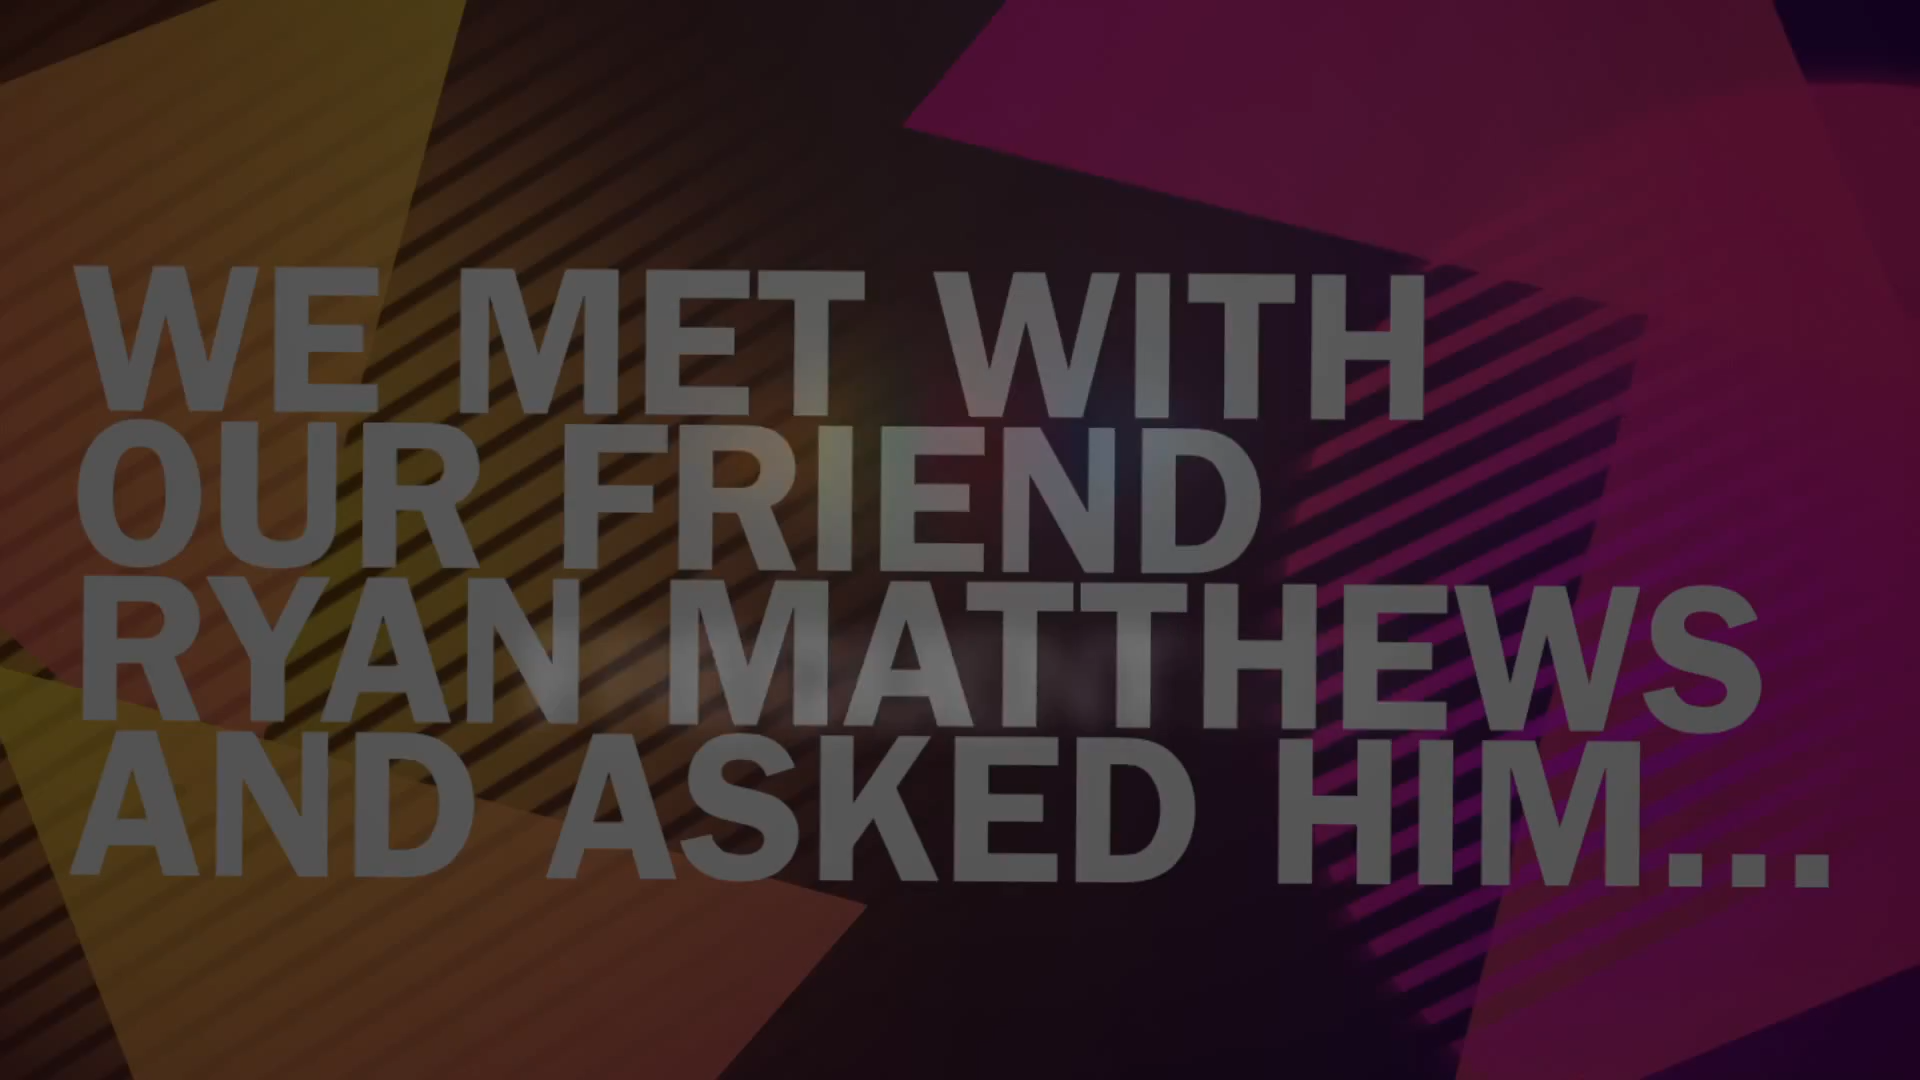 WE MET WITH
OUR FRIEND
RYAN MATTHEWS
AND ASKED HIM...